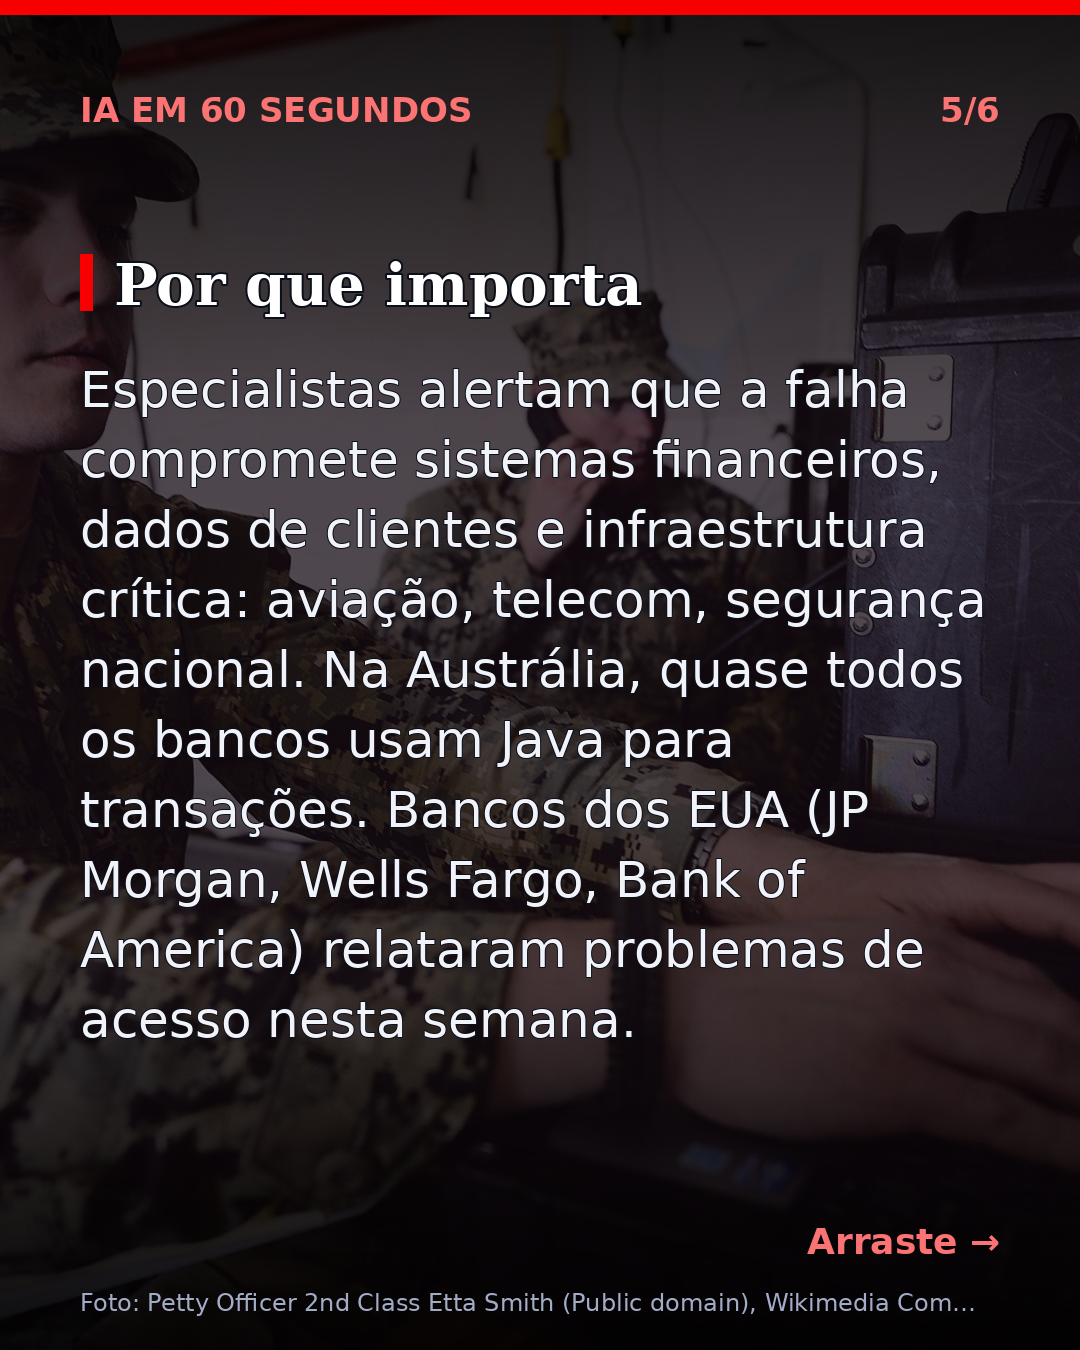 IA EM 60 SEGUNDOS
5/6
Por que importa
Especialistas alertam que a falha
compromete sistemas financeiros,
dados de clientes e infraestrutura
crítica: aviação, telecom, segurança
nacional. Na Austrália, quase todos
os bancos usam Java para
transações. Bancos dos EUA (JP
Morgan, Wells Fargo, Bank of
America) relataram problemas de
acesso nesta semana.
Arraste →
Foto: Petty Officer 2nd Class Etta Smith (Public domain), Wikimedia Com...